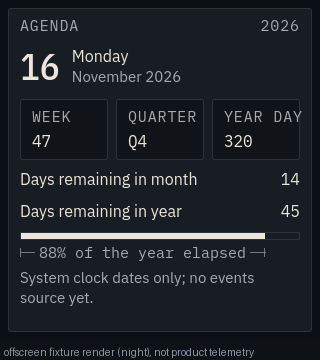 AGENDA 2026
16 Monday
November 2026
WEEK QUARTER YEAR DAY
47 Q4 320
Days remaining in month 14
Days remaining in year 45
88% of the year elapsed
System clock dates only; no events
source yet.
offscreen fixture render (night), not product telemetry